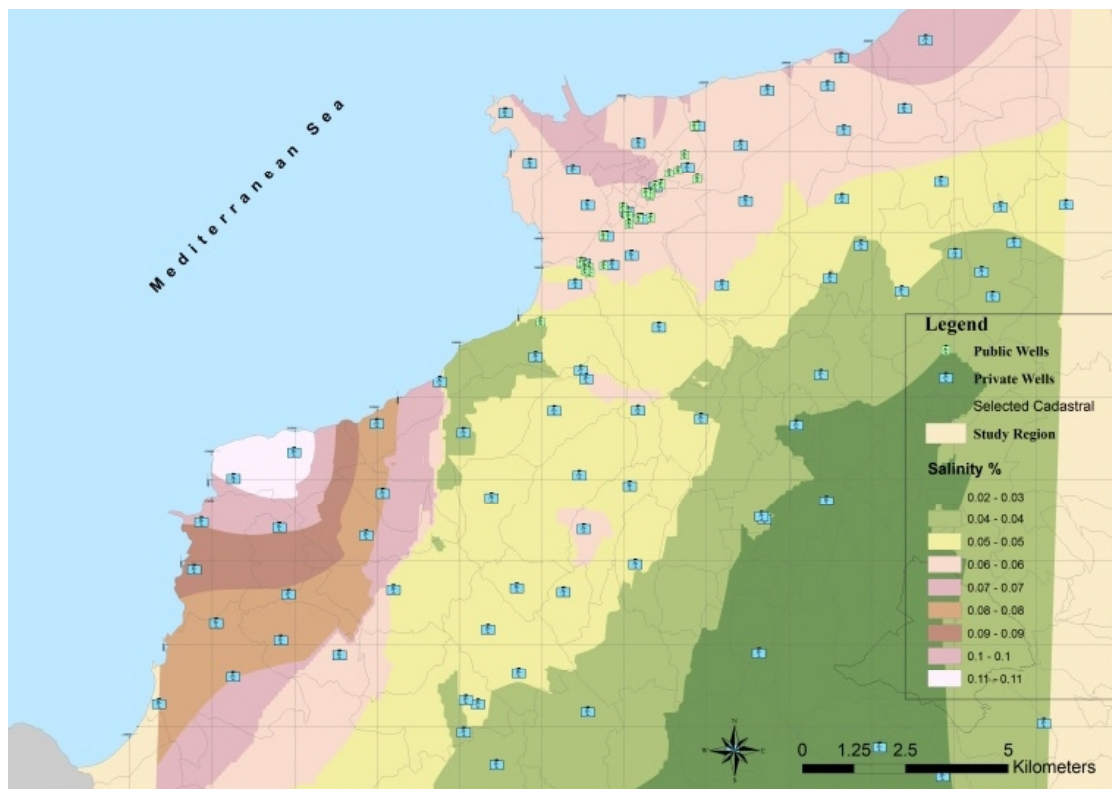 Mediterranean Sea
Legend
Public Wells
Private Wells
Selected Cadastral
Study Region
Salinity %
0.02 - 0.03
0.04 - 0.04
0.05 - 0.05
0.06 - 0.06
0.07 - 0.07
0.08 - 0.08
0.09 - 0.09
0.1 - 0.1
0.11 - 0.11
N
S
0 1.25 2.5 5
Kilometers